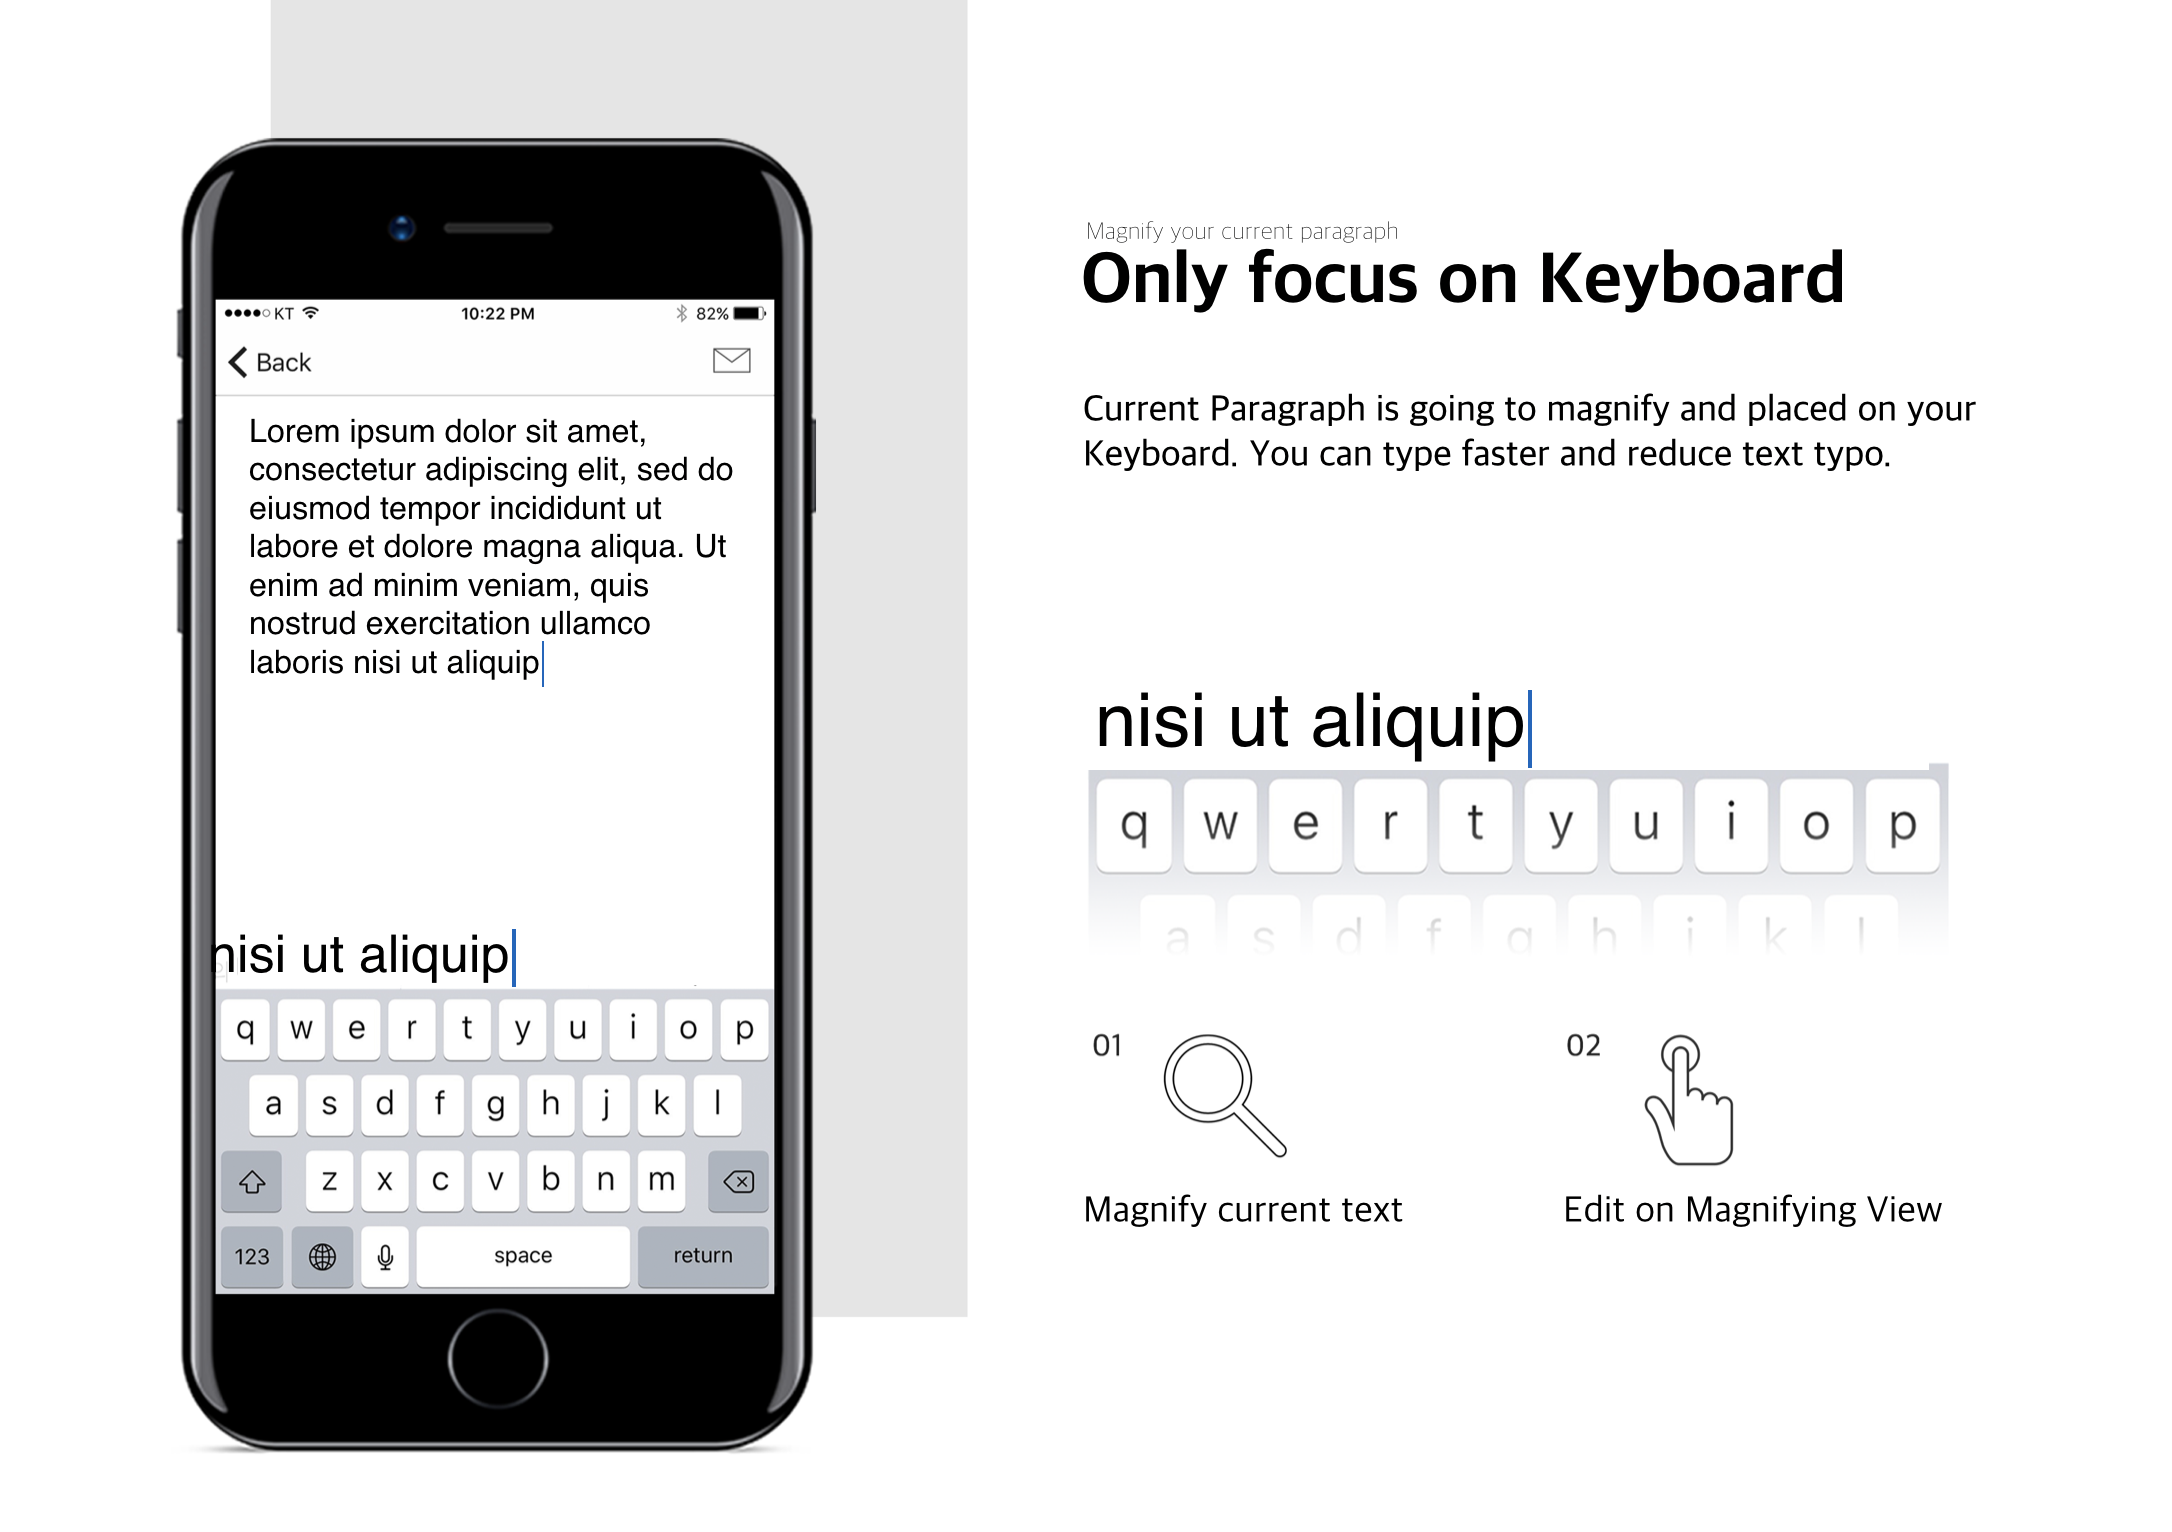 KT 10:22 PM 82%
Back
Lorem ipsum dolor sit amet,
consectetur adipiscing elit, sed do
eiusmod tempor incididunt ut
labore et dolore magna aliqua. Ut
enim ad minim veniam, quis
nostrud exercitation ullamco
laboris nisi ut aliquip
nisi ut aliquip
q w e r t y u i o p
a s d f g h j k l
z x c v b n m
123 space return
Magnify your current paragraph
Only focus on Keyboard
Current Paragraph is going to magnify and placed on your
Keyboard. You can type faster and reduce text typo.
nisi ut aliquip
q w e r t y u i o p
a s d f g h j k l
01
Magnify current text
02
Edit on Magnifying View